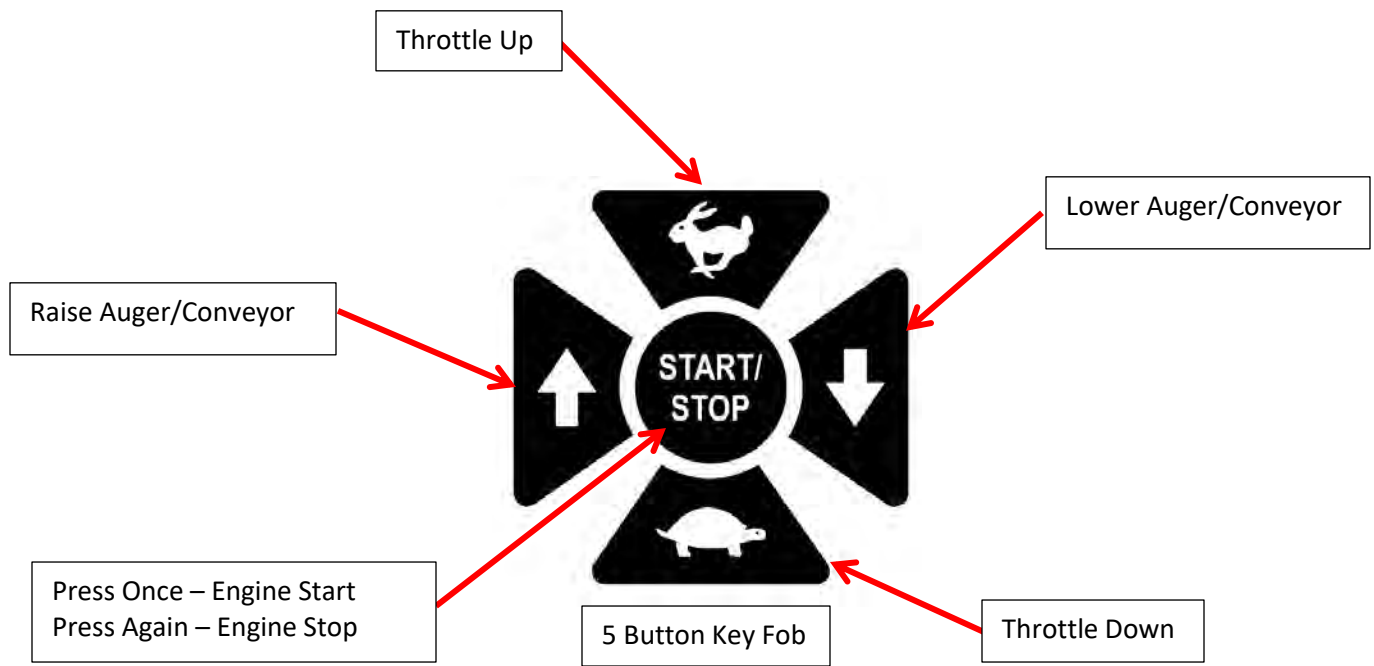 Throttle Up
Lower Auger/Conveyor
Raise Auger/Conveyor
START/
STOP
Press Once – Engine Start
Press Again – Engine Stop
5 Button Key Fob
Throttle Down